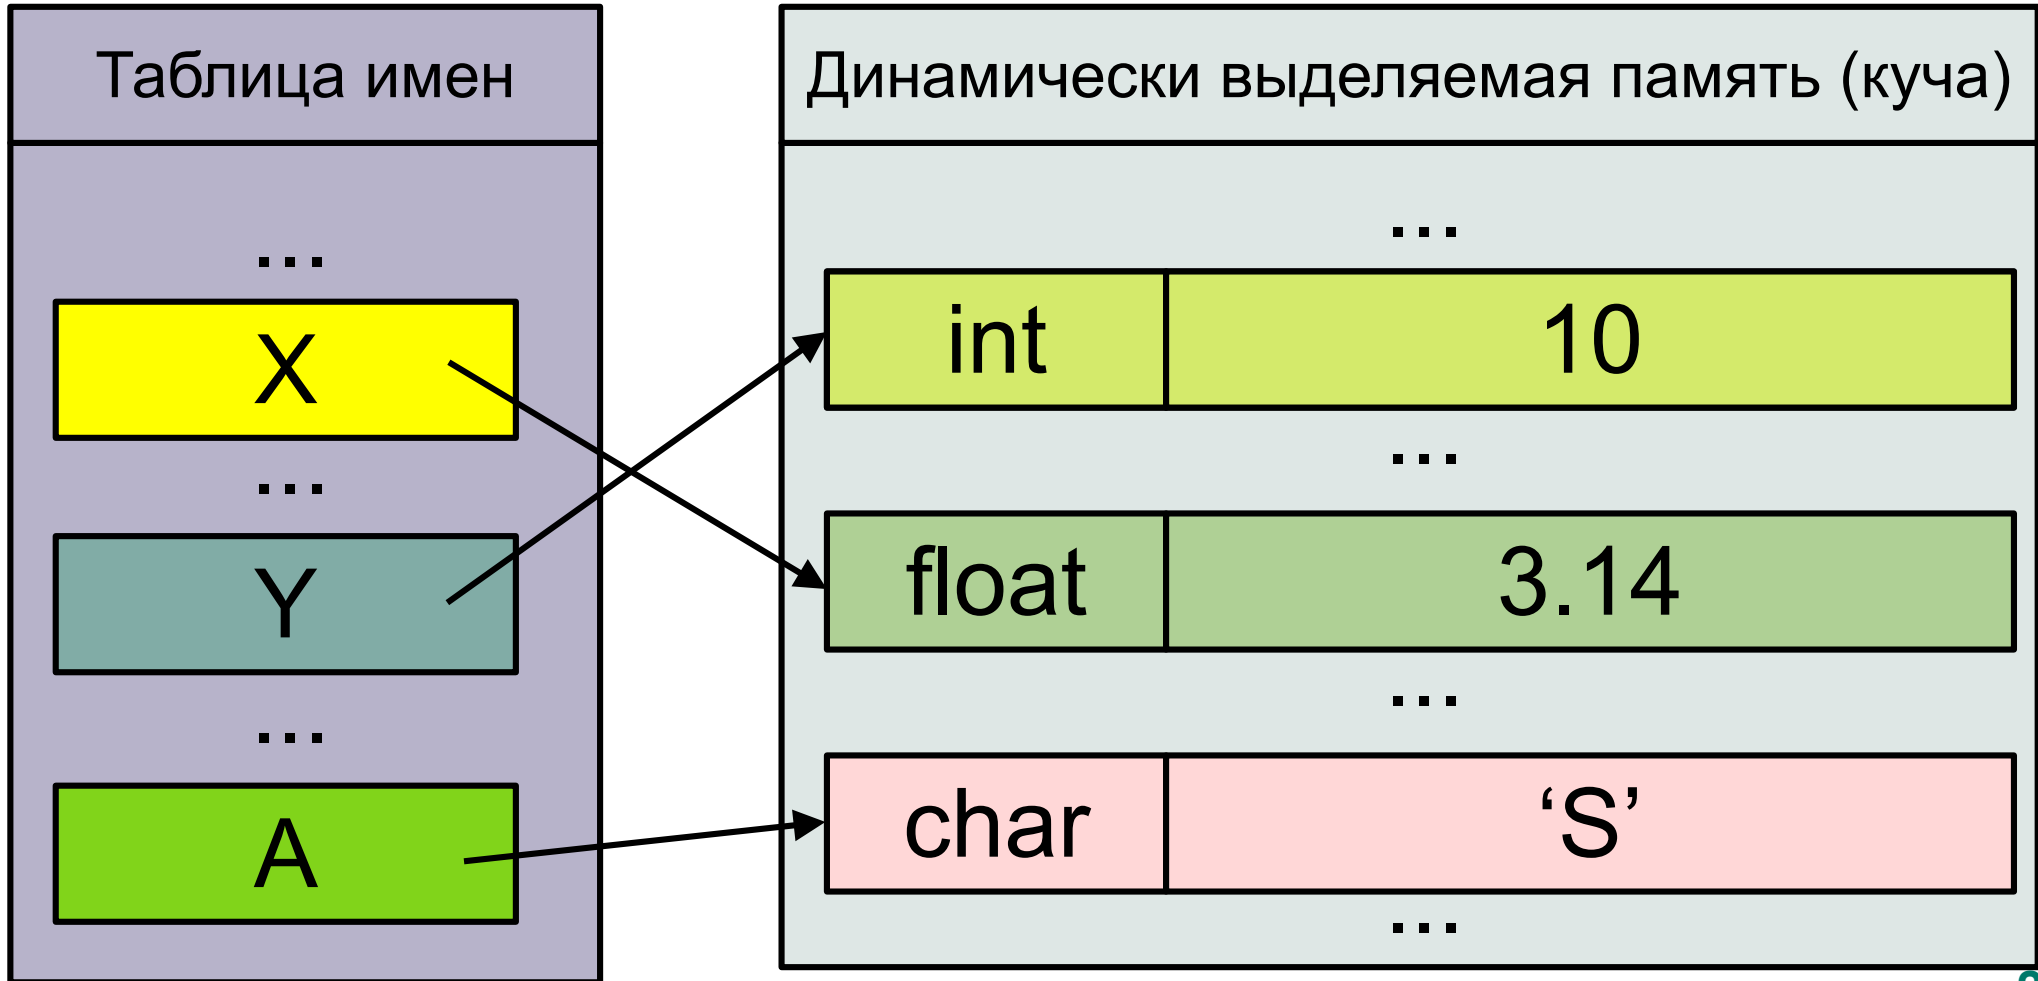 Таблица имен
...
X
...
Y
...
A
Динамически выделяемая память (куча)
...
int 10
...
float 3.14
...
char ‘S’
...